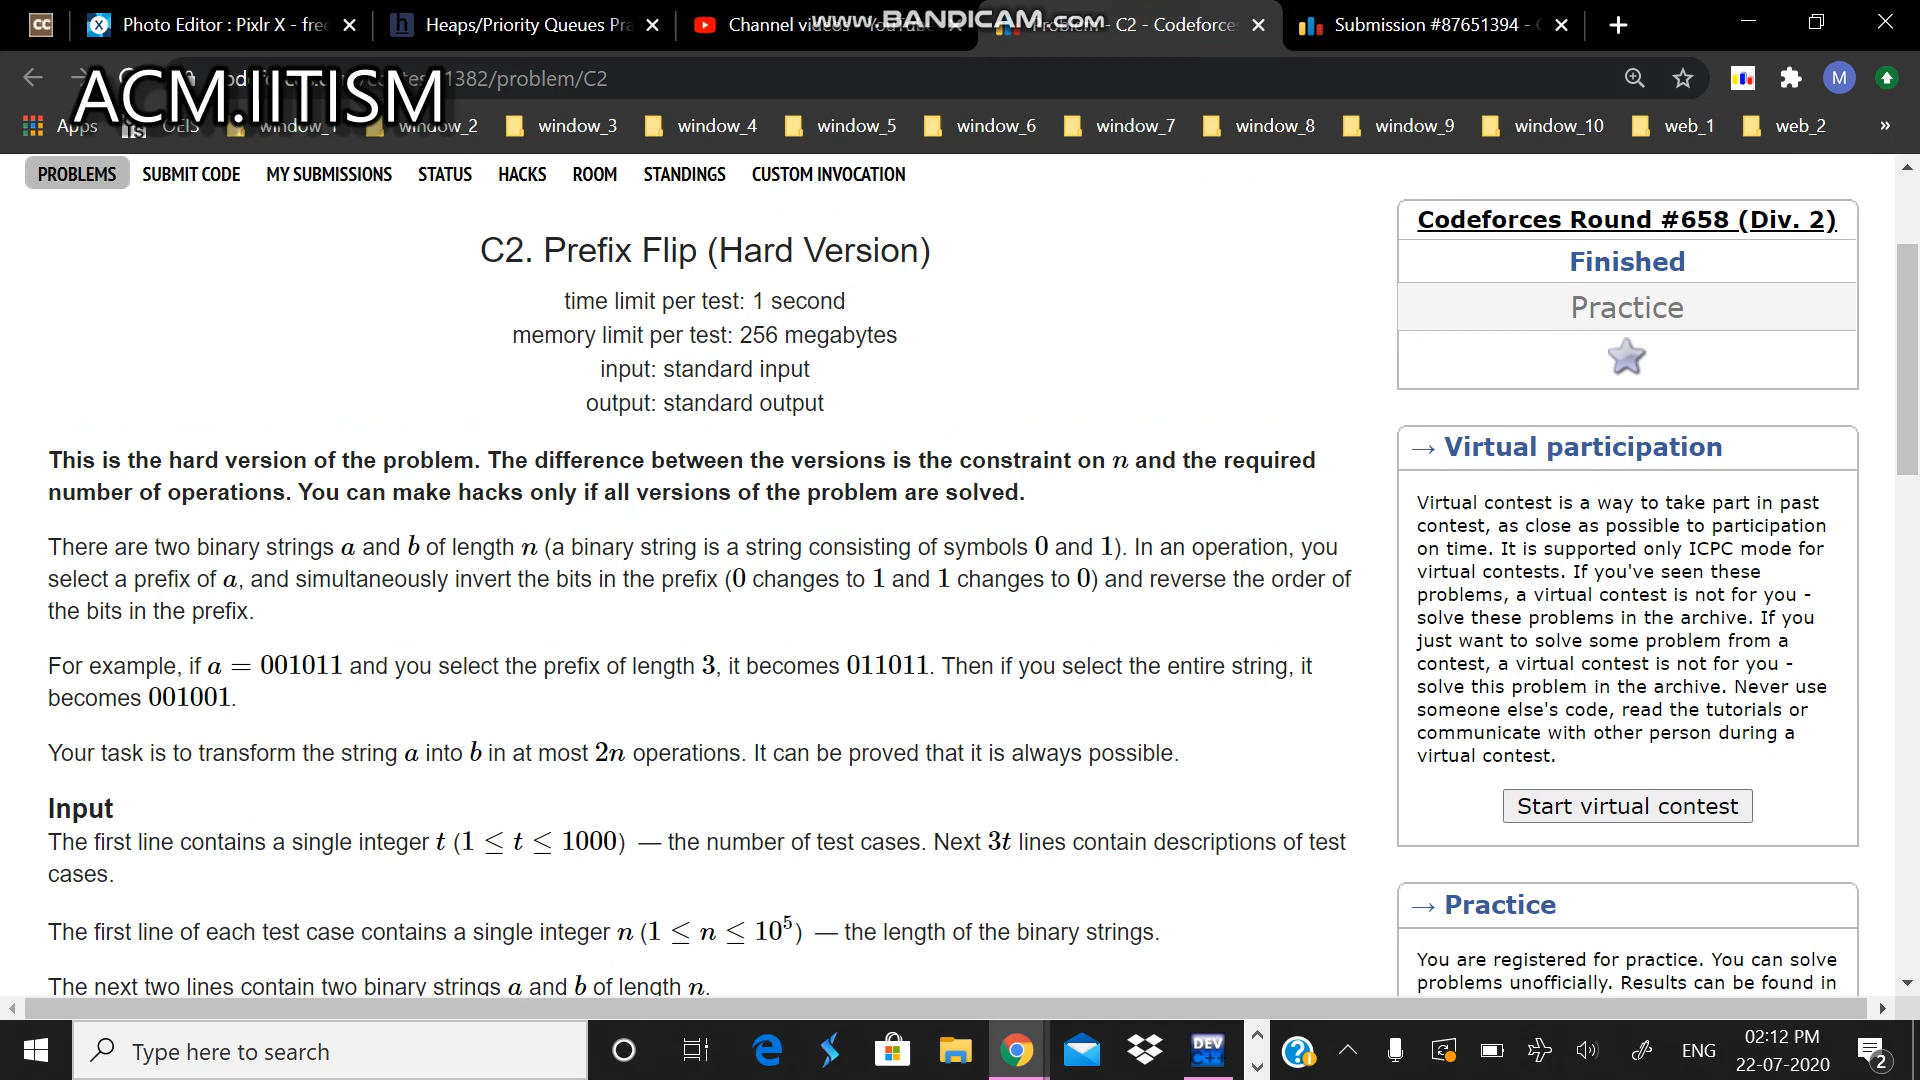 Photo Editor : Pixlr X - fre
Heaps/Priority Queues Pra
Channel videos - YouTube
Problem - C2 - Codeforces
Submission #87651394 -
www.BANDICAM.com
1382/problem/C2
ACM.IITISM
Apps
window_2
window_3
window_4
window_5
window_6
window_7
window_8
window_9
window_10
web_1
web_2
»
PROBLEMS SUBMIT CODE MY SUBMISSIONS STATUS HACKS ROOM STANDINGS CUSTOM INVOCATION
C2. Prefix Flip (Hard Version)
time limit per test: 1 second
memory limit per test: 256 megabytes
input: standard input
output: standard output
This is the hard version of the problem. The difference between the versions is the constraint on n and the required
number of operations. You can make hacks only if all versions of the problem are solved.
There are two binary strings a and b of length n (a binary string is a string consisting of symbols 0 and 1). In an operation, you
select a prefix of a, and simultaneously invert the bits in the prefix (0 changes to 1 and 1 changes to 0) and reverse the order of
the bits in the prefix.
For example, if a = 001011 and you select the prefix of length 3, it becomes 011011. Then if you select the entire string, it
becomes 001001.
Your task is to transform the string a into b in at most 2n operations. It can be proved that it is always possible.
Input
The first line contains a single integer t (1 ≤ t ≤ 1000) — the number of test cases. Next 3t lines contain descriptions of test
cases.
The first line of each test case contains a single integer n (1 ≤ n ≤ 10⁵) — the length of the binary strings.
The next two lines contain two binary strings a and b of length n.
Codeforces Round #658 (Div. 2)
Finished
Practice
→ Virtual participation
Virtual contest is a way to take part in past
contest, as close as possible to participation
on time. It is supported only ICPC mode for
virtual contests. If you've seen these
problems, a virtual contest is not for you -
solve these problems in the archive. If you
just want to solve some problem from a
contest, a virtual contest is not for you -
solve this problem in the archive. Never use
someone else's code, read the tutorials or
communicate with other person during a
virtual contest.
Start virtual contest
→ Practice
You are registered for practice. You can solve
problems unofficially. Results can be found in
Type here to search
DEV
C++
ENG
02:12 PM
22-07-2020
2